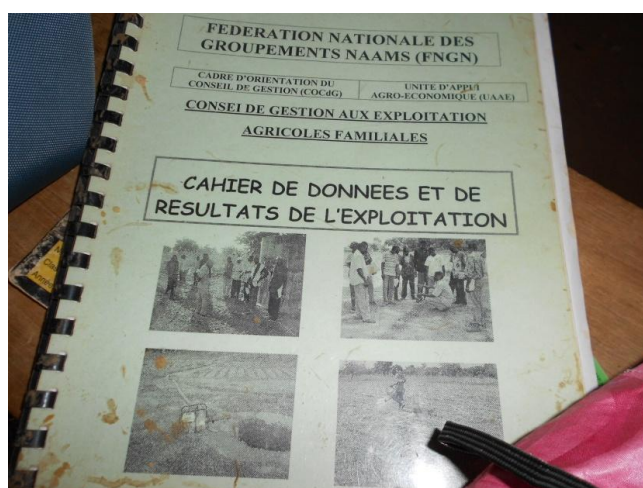 FEDERATION NATIONALE DES
GROUPEMENTS NAAMS (FNGN)
CADRE D'ORIENTATION DU
CONSEIL DE GESTION (COCdG)
UNITE D'APPUI
AGRO-ECONOMIQUE (UAAE)
CONSEI DE GESTION AUX EXPLOITATION
AGRICOLES FAMILIALES
CAHIER DE DONNEES ET DE
RESULTATS DE L'EXPLOITATION